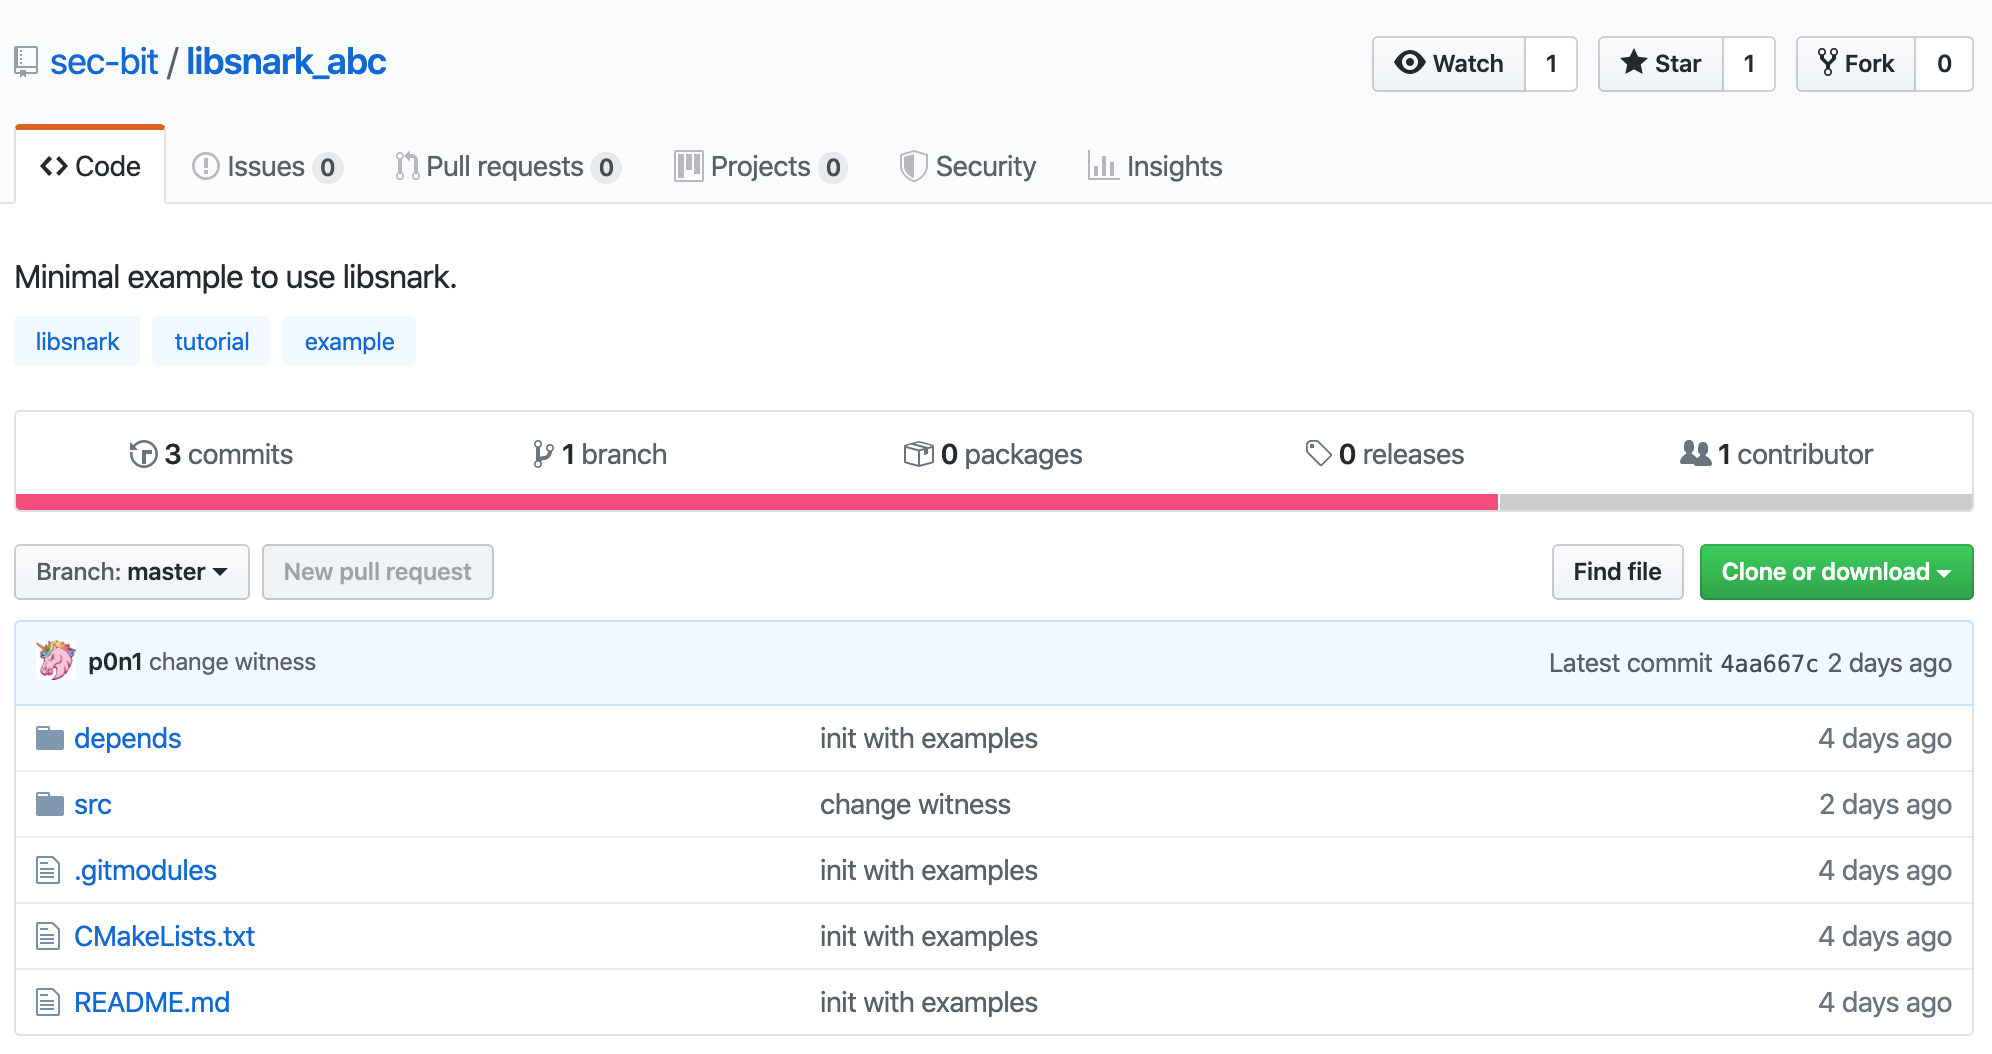 sec-bit / libsnark_abc Watch 1 Star 1 Fork 0
Code Issues 0 Pull requests 0 Projects 0 Security Insights
Minimal example to use libsnark.
libsnark tutorial example
3 commits 1 branch 0 packages 0 releases 1 contributor
Branch: master New pull request Find file Clone or download
p0n1 change witness Latest commit 4aa667c 2 days ago
depends init with examples 4 days ago
src change witness 2 days ago
.gitmodules init with examples 4 days ago
CMakeLists.txt init with examples 4 days ago
README.md init with examples 4 days ago